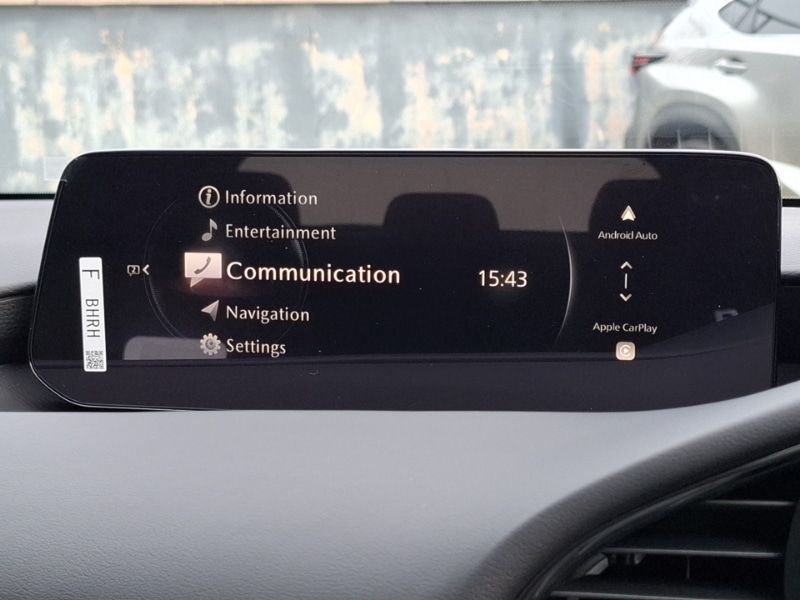 Information
Entertainment
Communication
Navigation
Settings
15:43
Android Auto
Apple CarPlay
F BHRH